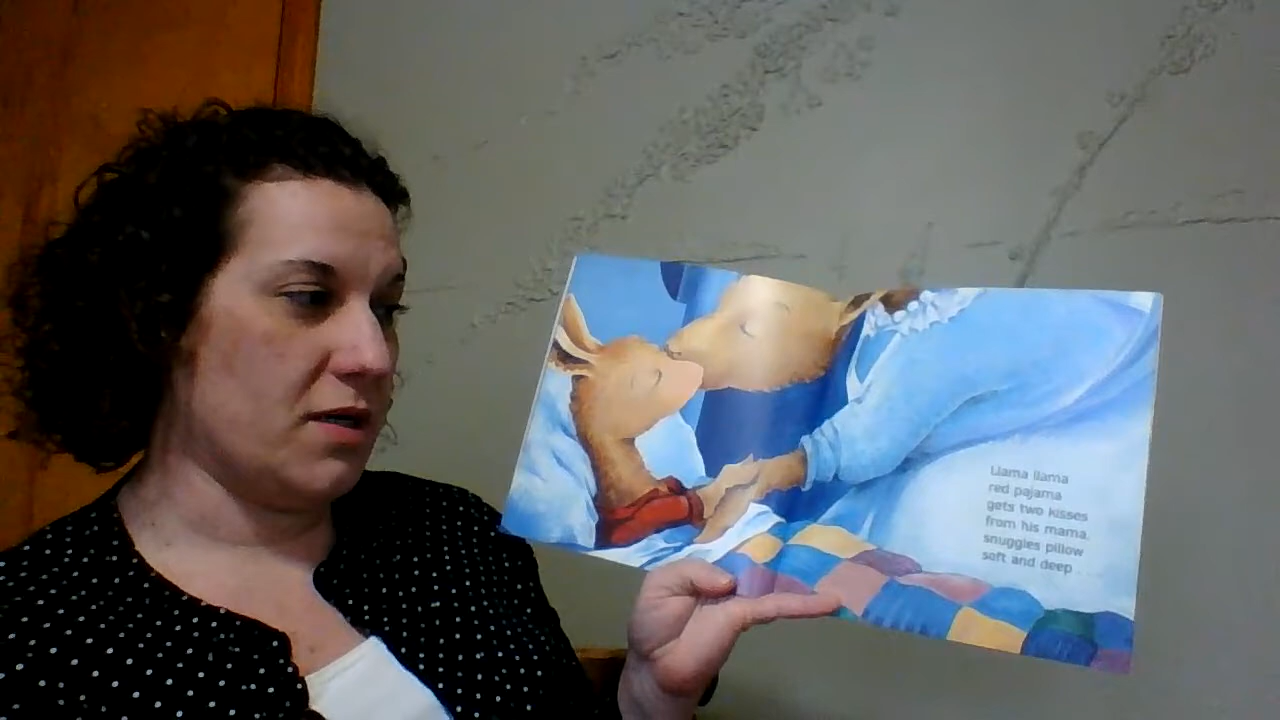 Llama llama
red pajama
gets two kisses
from his mama,
snuggles pillow
soft and deep . . .